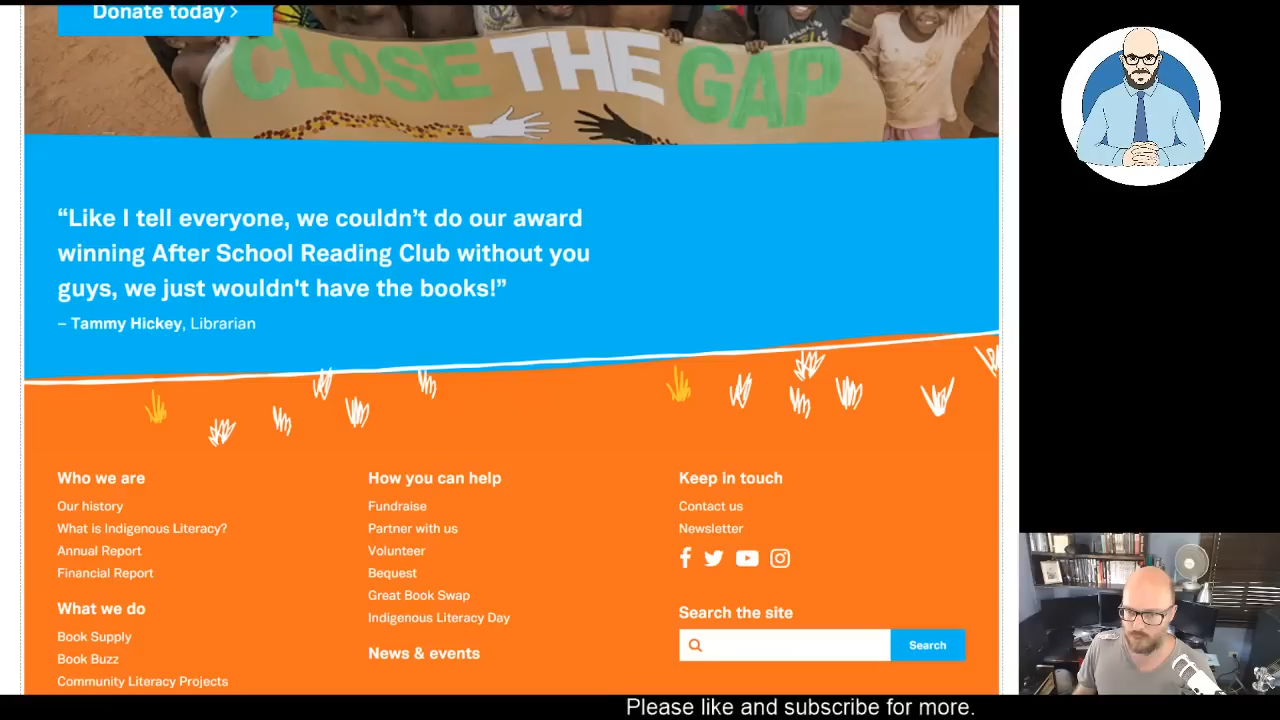 Donate today >
CLOSE THE GAP
“Like I tell everyone, we couldn’t do our award
winning After School Reading Club without you
guys, we just wouldn't have the books!”
– Tammy Hickey, Librarian
Who we are
Our history
What is Indigenous Literacy?
Annual Report
Financial Report
What we do
Book Supply
Book Buzz
Community Literacy Projects
How you can help
Fundraise
Partner with us
Volunteer
Bequest
Great Book Swap
Indigenous Literacy Day
News & events
Keep in touch
Contact us
Newsletter
Search the site
Search
Please like and subscribe for more.